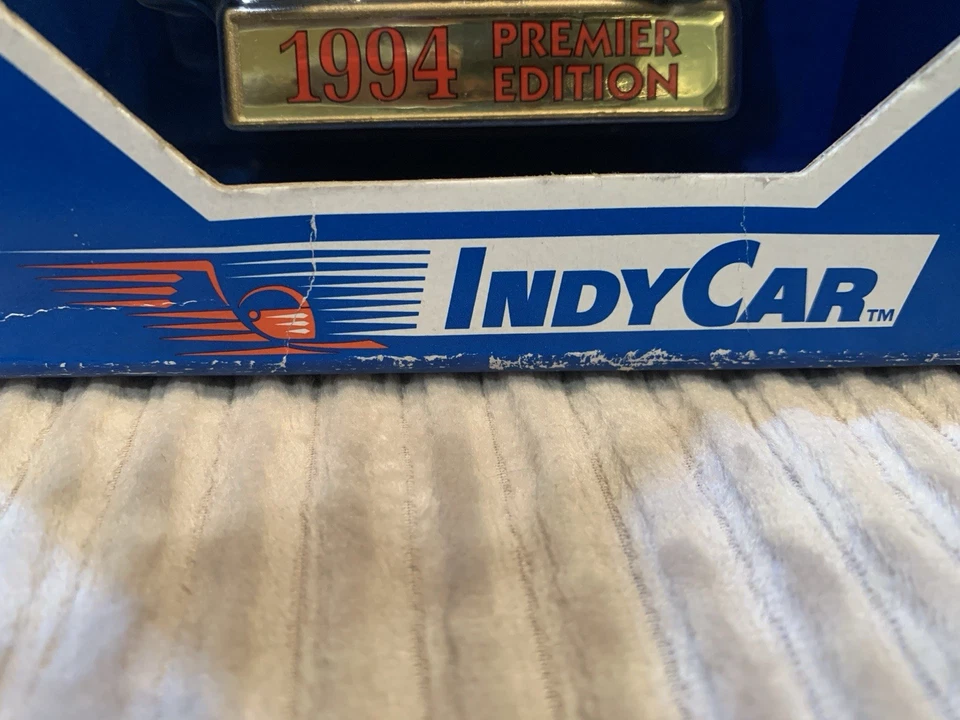 1994 PREMIER
EDITION
INDYCAR™